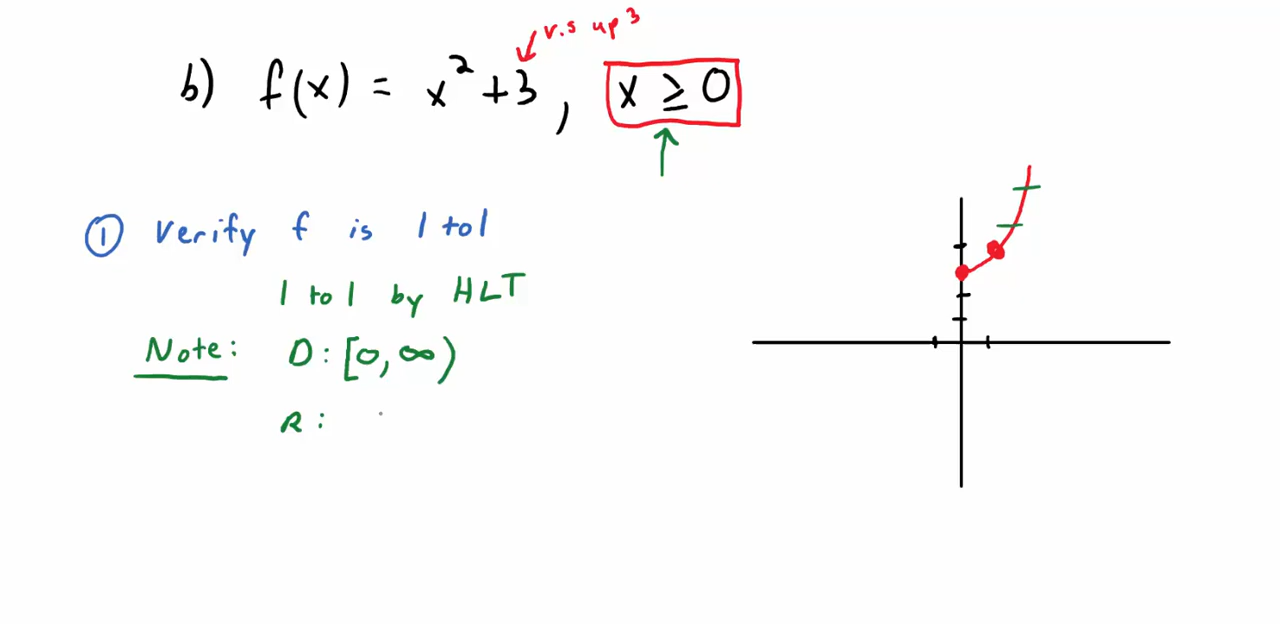 v.s up 3
b) f(x) = x² + 3, x ≥ 0
① Verify f is 1 to 1
1 to 1 by HLT
Note: D: [0, ∞)
R: